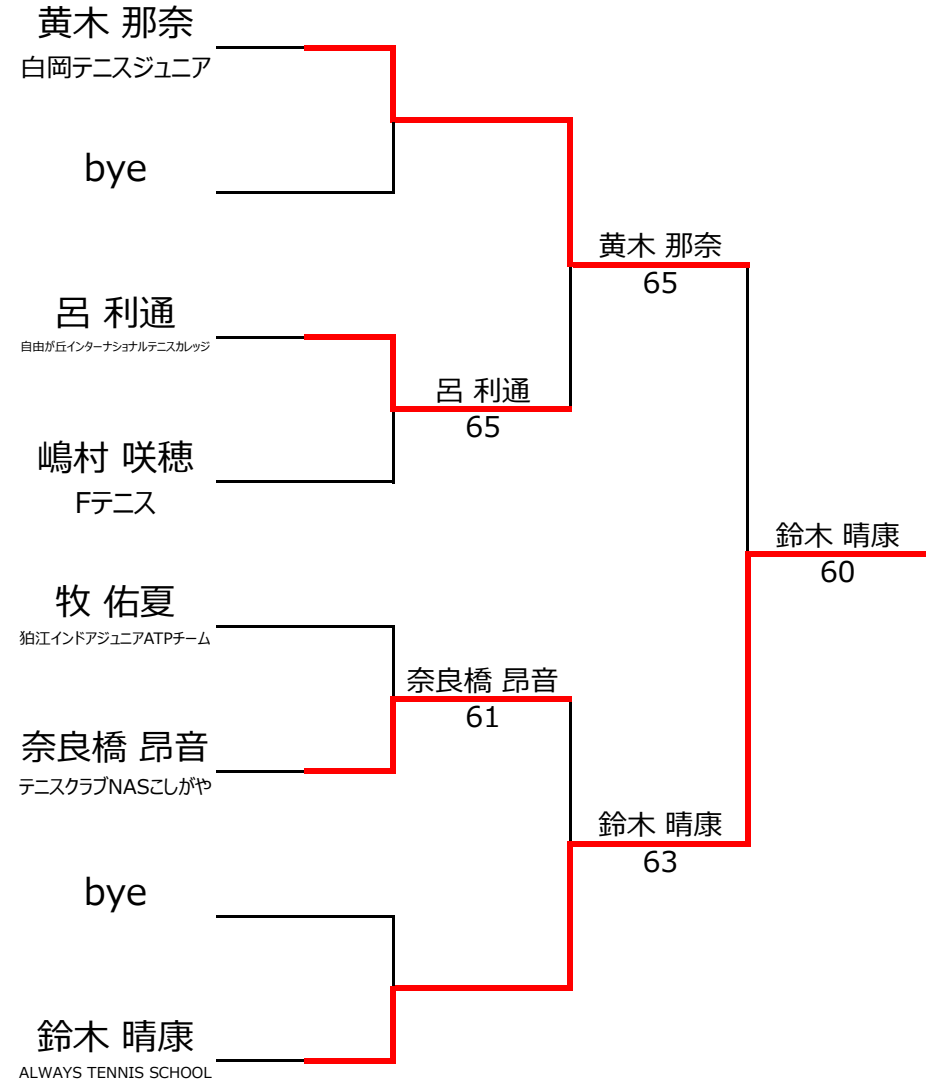 黄木 那奈
白岡テニスジュニア
bye
呂 利通
自由が丘インターナショナルテニスカレッジ
嶋村 咲穂
Fテニス
牧 佑夏
狛江インドアジュニアATPチーム
奈良橋 昂音
テニスクラブNASこしがや
bye
鈴木 晴康
ALWAYS TENNIS SCHOOL
呂 利通
65
奈良橋 昂音
61
黄木 那奈
65
鈴木 晴康
63
鈴木 晴康
60